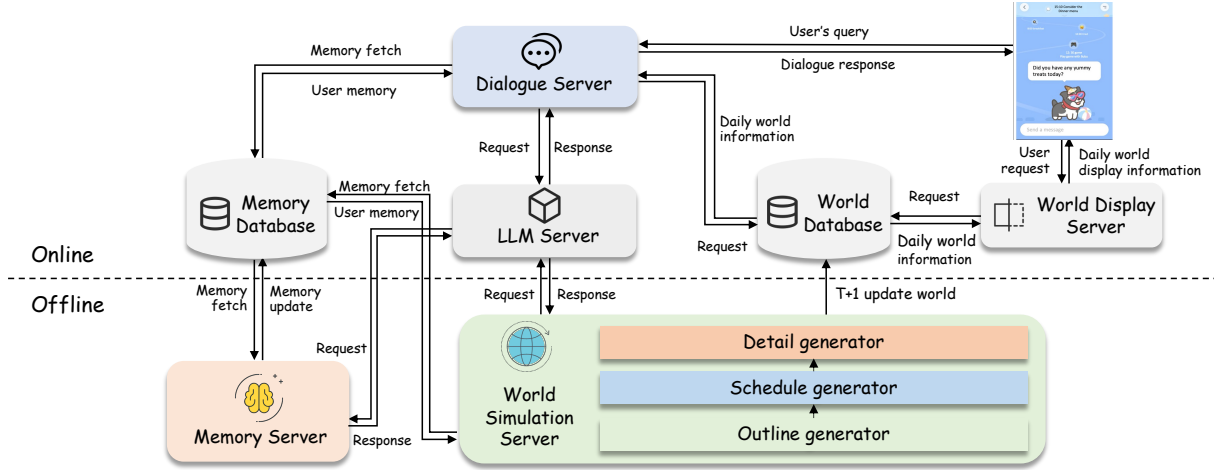 User's query
Dialogue response
Memory fetch
User memory
Dialogue Server
Did you have any yummy
treats today?
Send a message
Daily world
information
Request
Response
User
request
Daily world
display information
Memory
Database
Memory fetch
User memory
LLM Server
World
Database
Request
Request
Daily world
information
World Display
Server
Online
Offline
Memory
fetch
Memory
update
Request
Response
T+1 update world
Request
Response
Memory Server
World
Simulation
Server
Detail generator
Schedule generator
Outline generator